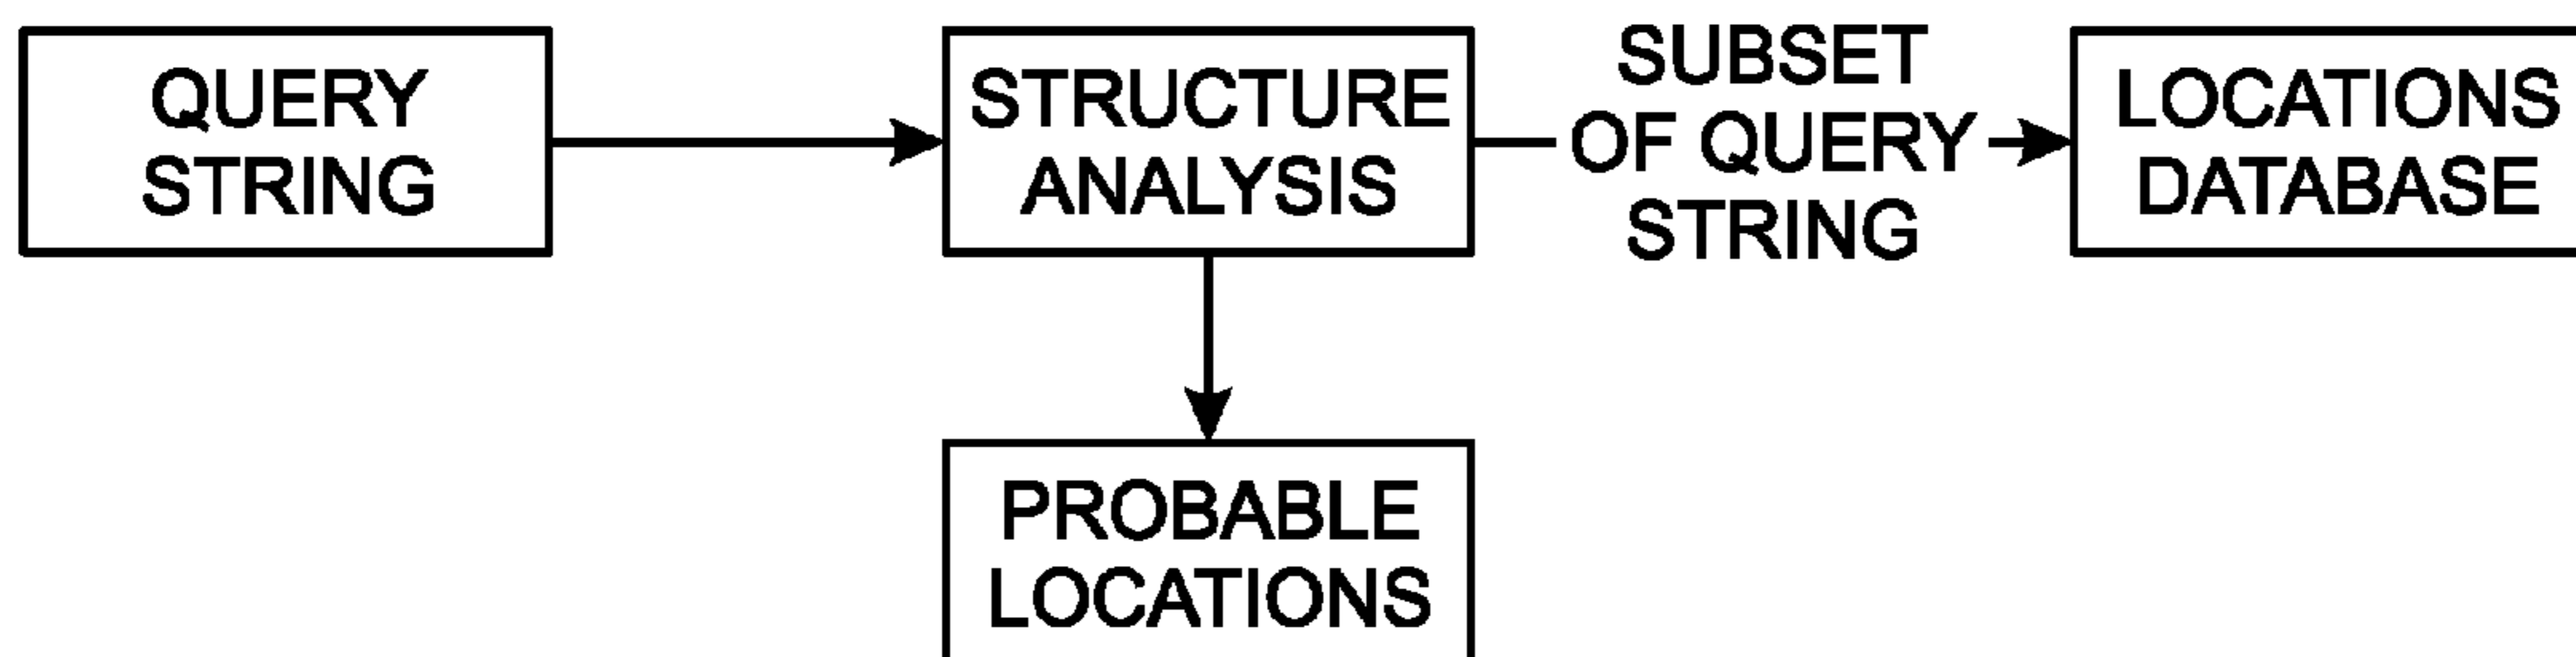 QUERY
STRING
STRUCTURE
ANALYSIS
SUBSET
OF QUERY
STRING
LOCATIONS
DATABASE
PROBABLE
LOCATIONS